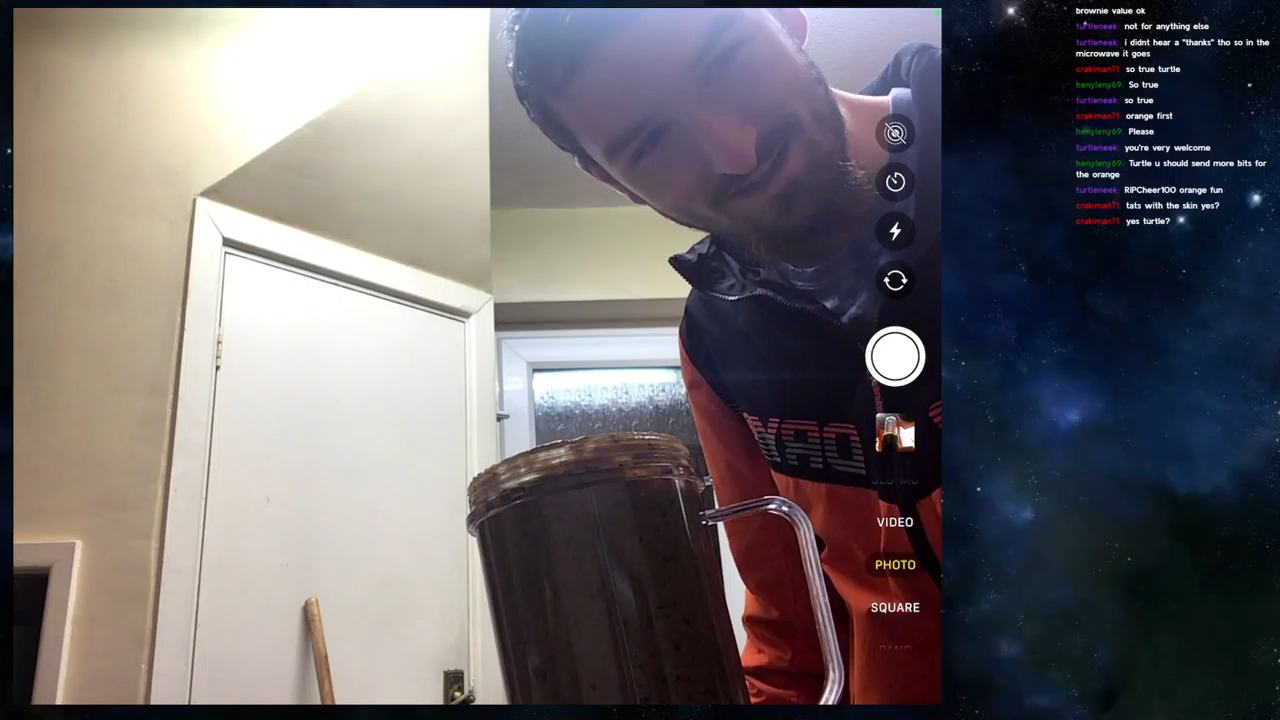 brownie value ok
turtleneek: not for anything else
turtleneek: i didnt hear a "thanks" tho so in the
microwave it goes
crakiman71: so true turtle
henyleny69: So true
turtleneek: so true
crakiman71: orange first
henyleny69: Please
turtleneek: you're very welcome
henyleny69: Turtle u should send more bits for
the orange
turtleneek: RIPCheer100 orange fun
crakiman71: tats with the skin yes?
crakiman71: yes turtle?
VIDEO
PHOTO
SQUARE
PANO